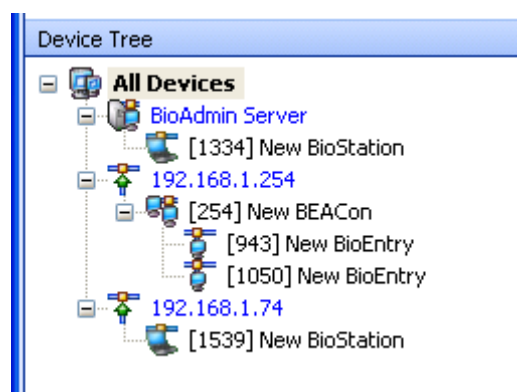 Device Tree
All Devices
BioAdmin Server
[1334] New BioStation
192.168.1.254
[254] New BEACon
[943] New BioEntry
[1050] New BioEntry
192.168.1.74
[1539] New BioStation